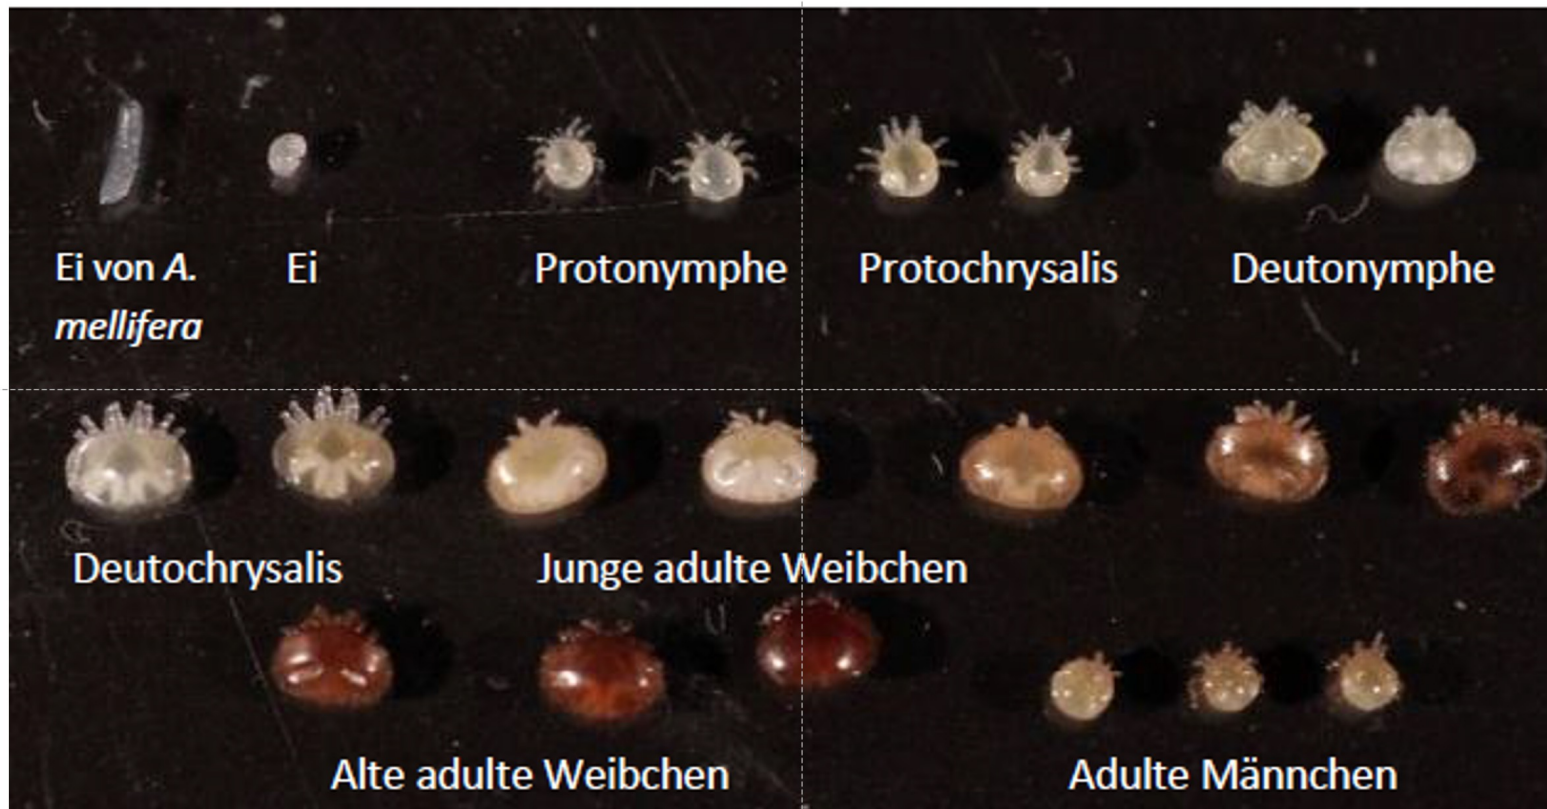 Ei von A.
mellifera
Ei
Protonymphe
Protochrysalis
Deutonymphe
Deutochrysalis
Junge adulte Weibchen
Alte adulte Weibchen
Adulte Männchen